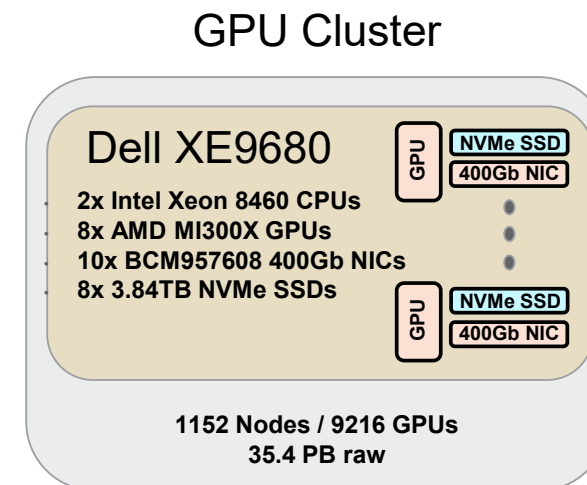 GPU Cluster
Dell XE9680
2x Intel Xeon 8460 CPUs
8x AMD MI300X GPUs
10x BCM957608 400Gb NICs
8x 3.84TB NVMe SSDs
GPU
NVMe SSD
400Gb NIC
GPU
NVMe SSD
400Gb NIC
1152 Nodes / 9216 GPUs
35.4 PB raw